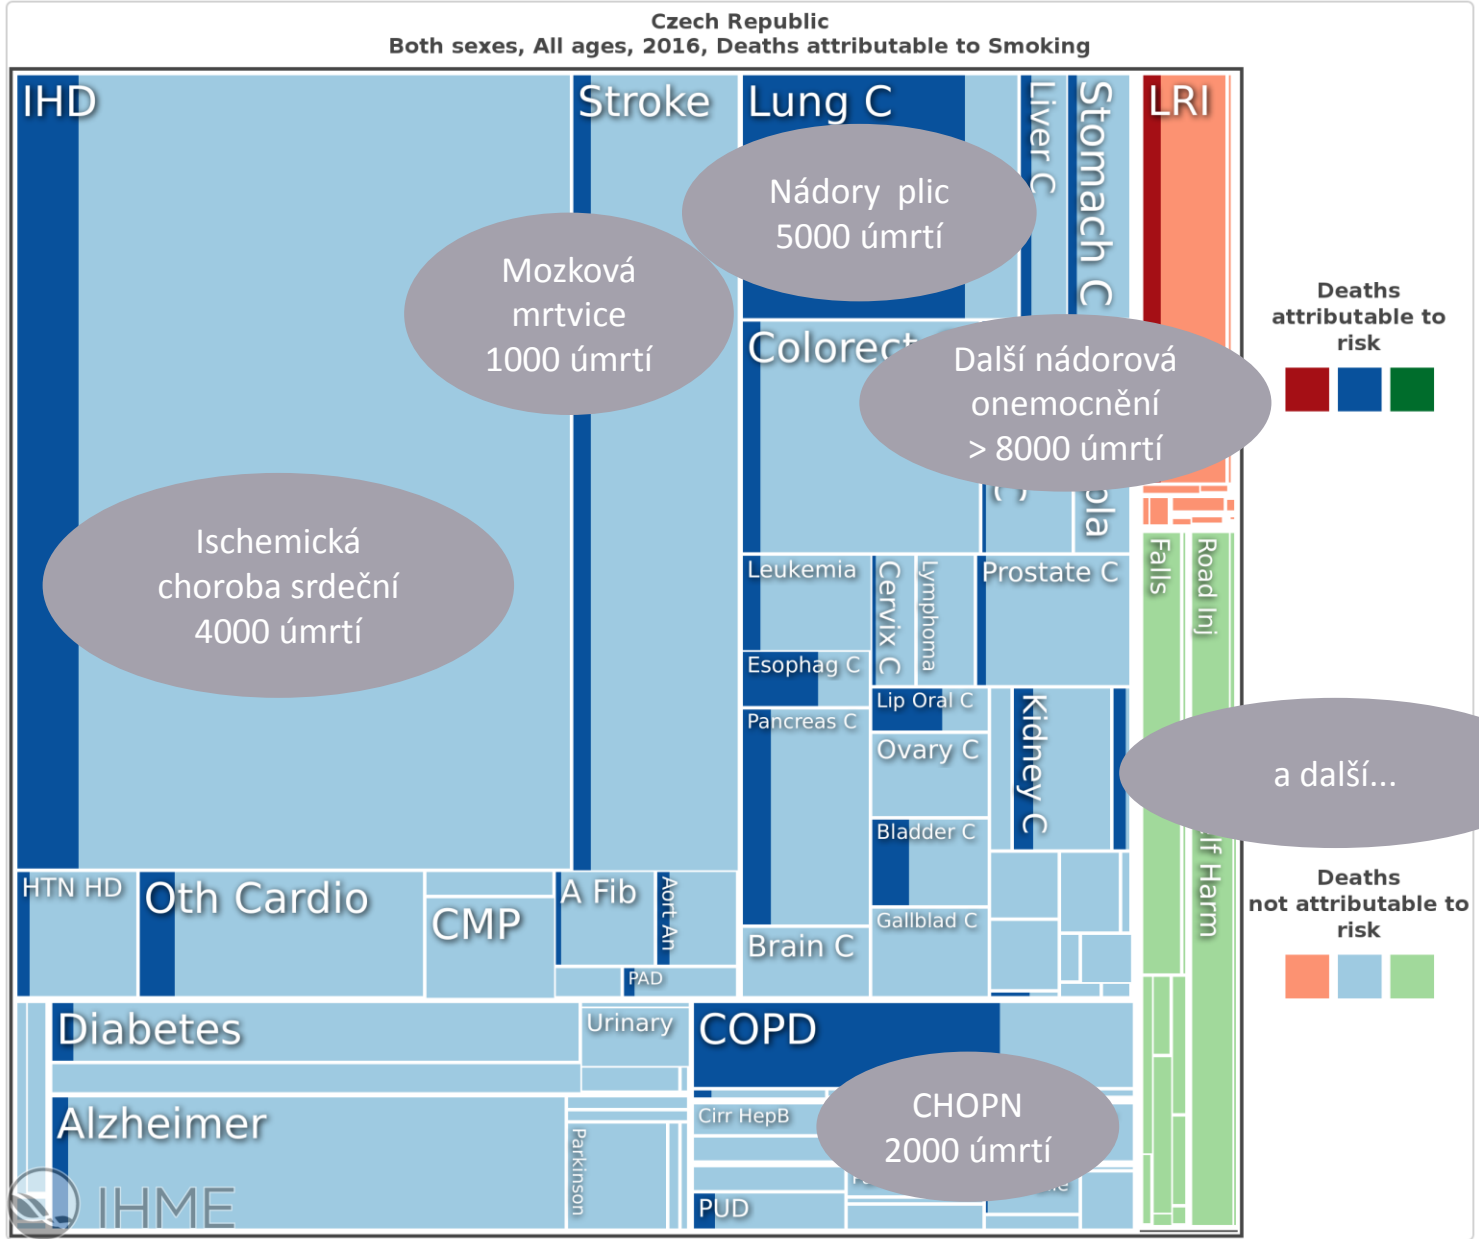 Czech Republic
Both sexes, All ages, 2016, Deaths attributable to Smoking
IHD
Stroke
Lung C
Liver C
Stomach C
LRI
Nádory plic
5000 úmrtí
Mozková
mrtvice
1000 úmrtí
Deaths
attributable to
risk
Colorect
Další nádorová
onemocnění
> 8000 úmrtí
Ischemická
choroba srdeční
4000 úmrtí
Leukemia
Cervix C
Lymphoma
Prostate C
Falls
Road Inj
Esophag C
Pancreas C
Lip Oral C
Kidney C
Ovary C
a další...
Bladder C
lf Harm
Gallblad C
Brain C
Deaths
not attributable to
risk
HTN HD
Oth Cardio
CMP
A Fib
Aort An
PAD
Diabetes
Urinary
COPD
Alzheimer
Parkinson
Cirr HepB
CHOPN
2000 úmrtí
PUD
IHME